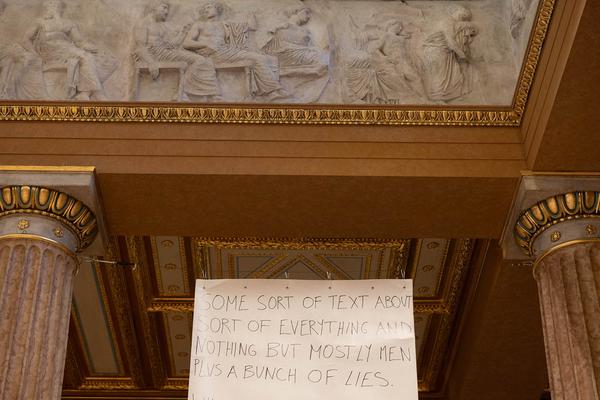 SOME SORT OF TEXT ABOUT
SORT OF EVERYTHING AND
NOTHING BUT MOSTLY MEN
PLUS A BUNCH OF LIES.